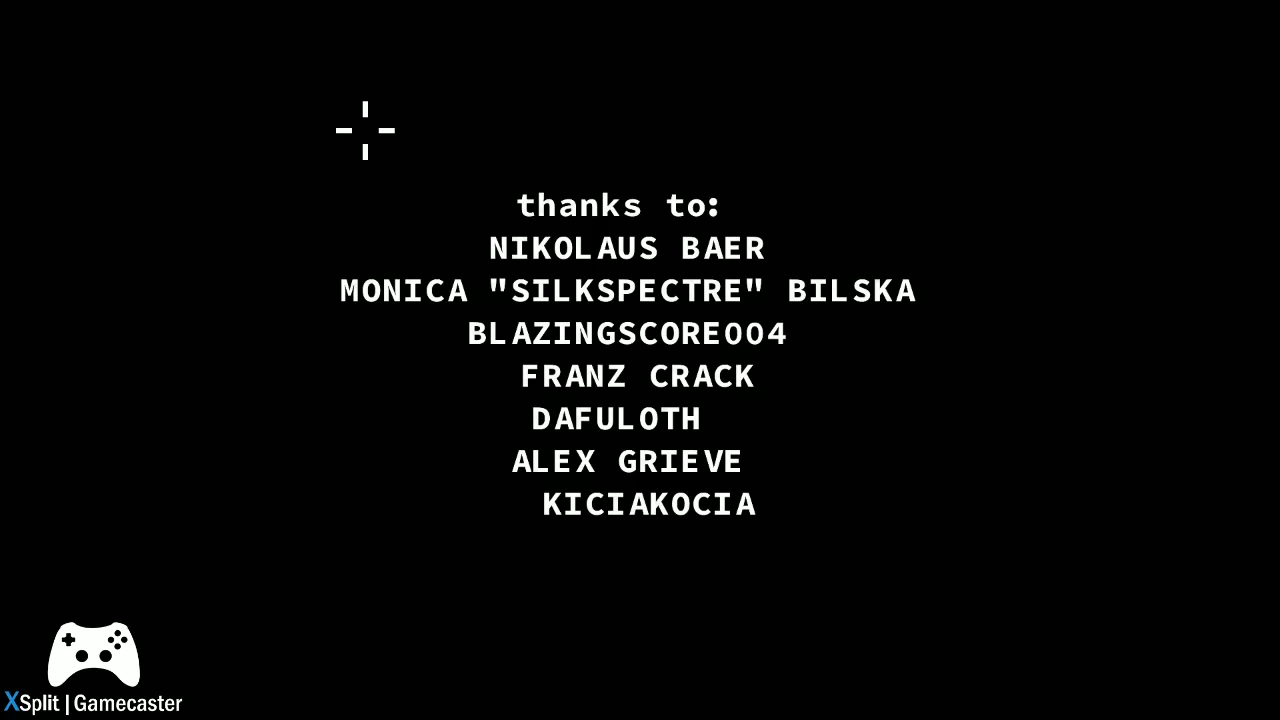 thanks to:
NIKOLAUS BAER
MONICA "SILKSPECTRE" BILSKA
BLAZINGSCORE004
FRANZ CRACK
DAFULOTH
ALEX GRIEVE
KICIAKOCIA
XSplit | Gamecaster